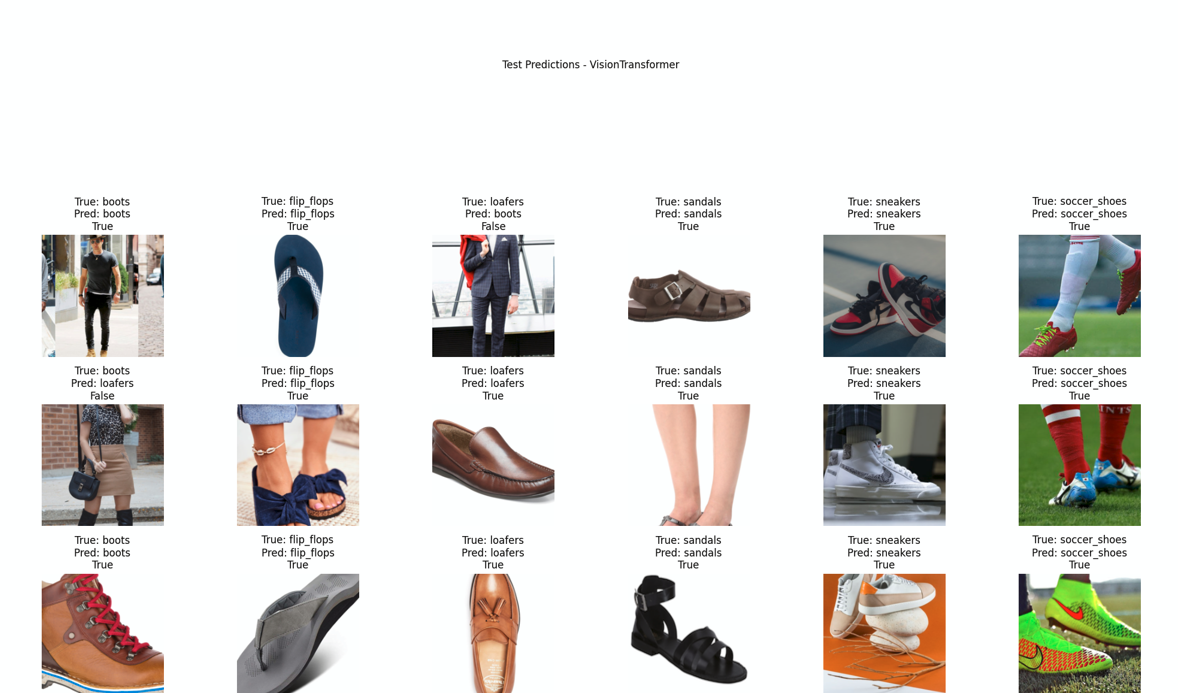 Test Predictions - VisionTransformer
True: boots
Pred: boots
True
True: flip_flops
Pred: flip_flops
True
True: loafers
Pred: boots
False
True: sandals
Pred: sandals
True
True: sneakers
Pred: sneakers
True
True: soccer_shoes
Pred: soccer_shoes
True
True: boots
Pred: loafers
False
True: flip_flops
Pred: flip_flops
True
True: loafers
Pred: loafers
True
True: sandals
Pred: sandals
True
True: sneakers
Pred: sneakers
True
True: soccer_shoes
Pred: soccer_shoes
True
True: boots
Pred: boots
True
True: flip_flops
Pred: flip_flops
True
True: loafers
Pred: loafers
True
True: sandals
Pred: sandals
True
True: sneakers
Pred: sneakers
True
True: soccer_shoes
Pred: soccer_shoes
True